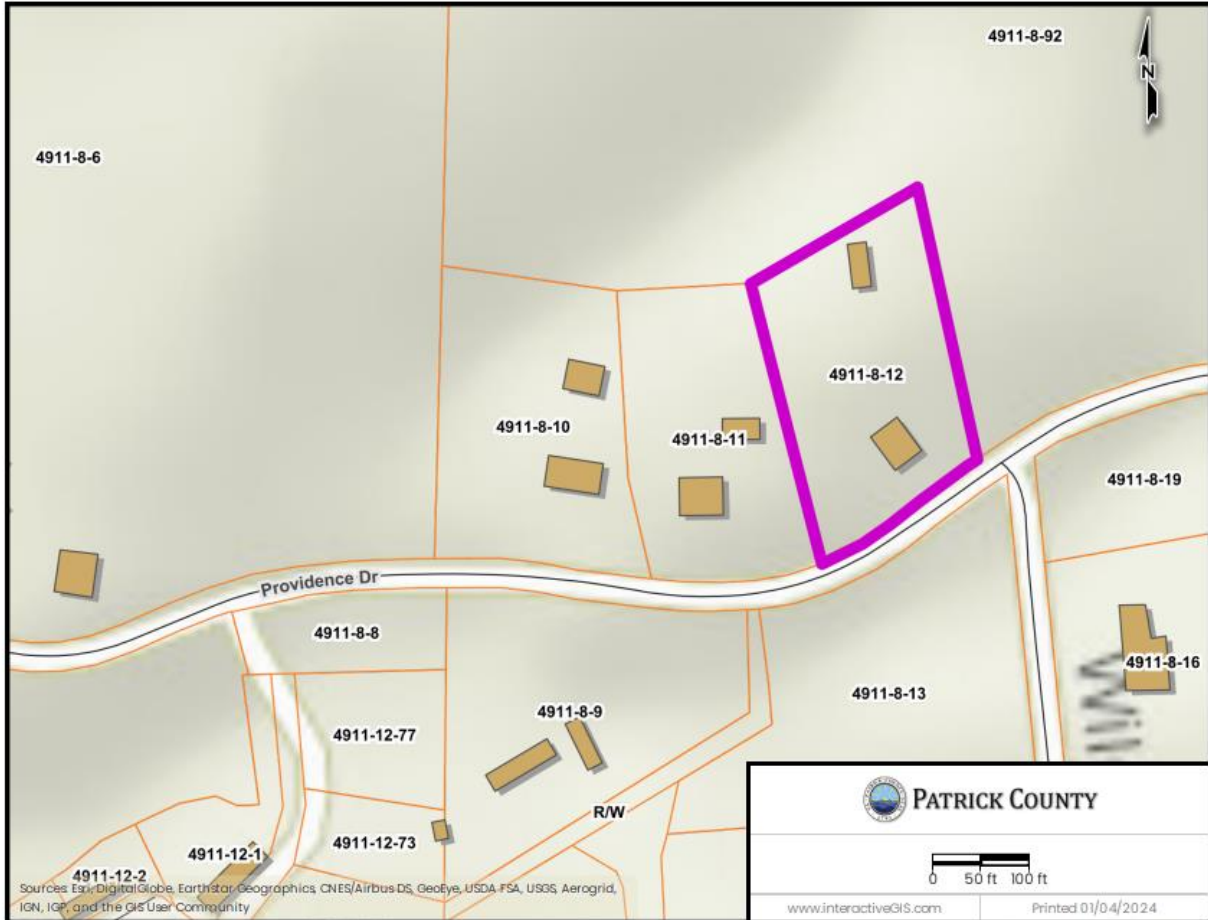 4911-8-92
N
4911-8-6
4911-8-12
4911-8-10
4911-8-11
4911-8-19
Providence Dr
4911-8-8
4911-8-16
4911-8-13
4911-8-9
4911-12-77
R/W
4911-12-73
4911-12-1
4911-12-2
Sources: Esri, DigitalGlobe, Earthstar Geographics, CNES/Airbus DS, GeoEye, USDA FSA, USGS, Aerogrid,
IGN, IGP, and the GIS User Community
PATRICK COUNTY
0 50 ft 100 ft
www.interactiveGIS.com
Printed 01/04/2024